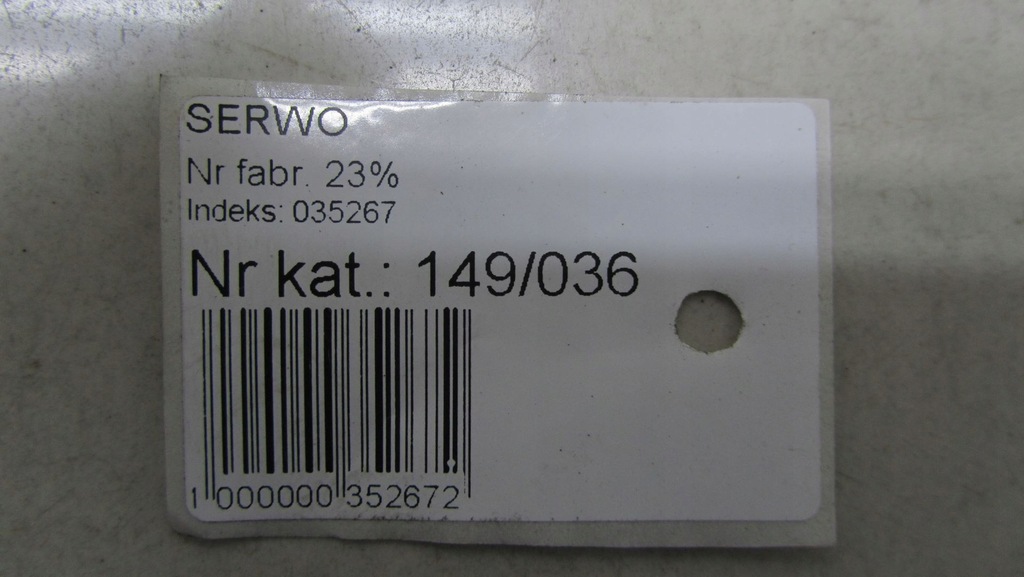 SERWO
Nr fabr. 23%
Indeks: 035267
Nr kat.: 149/036
1 000000 352672